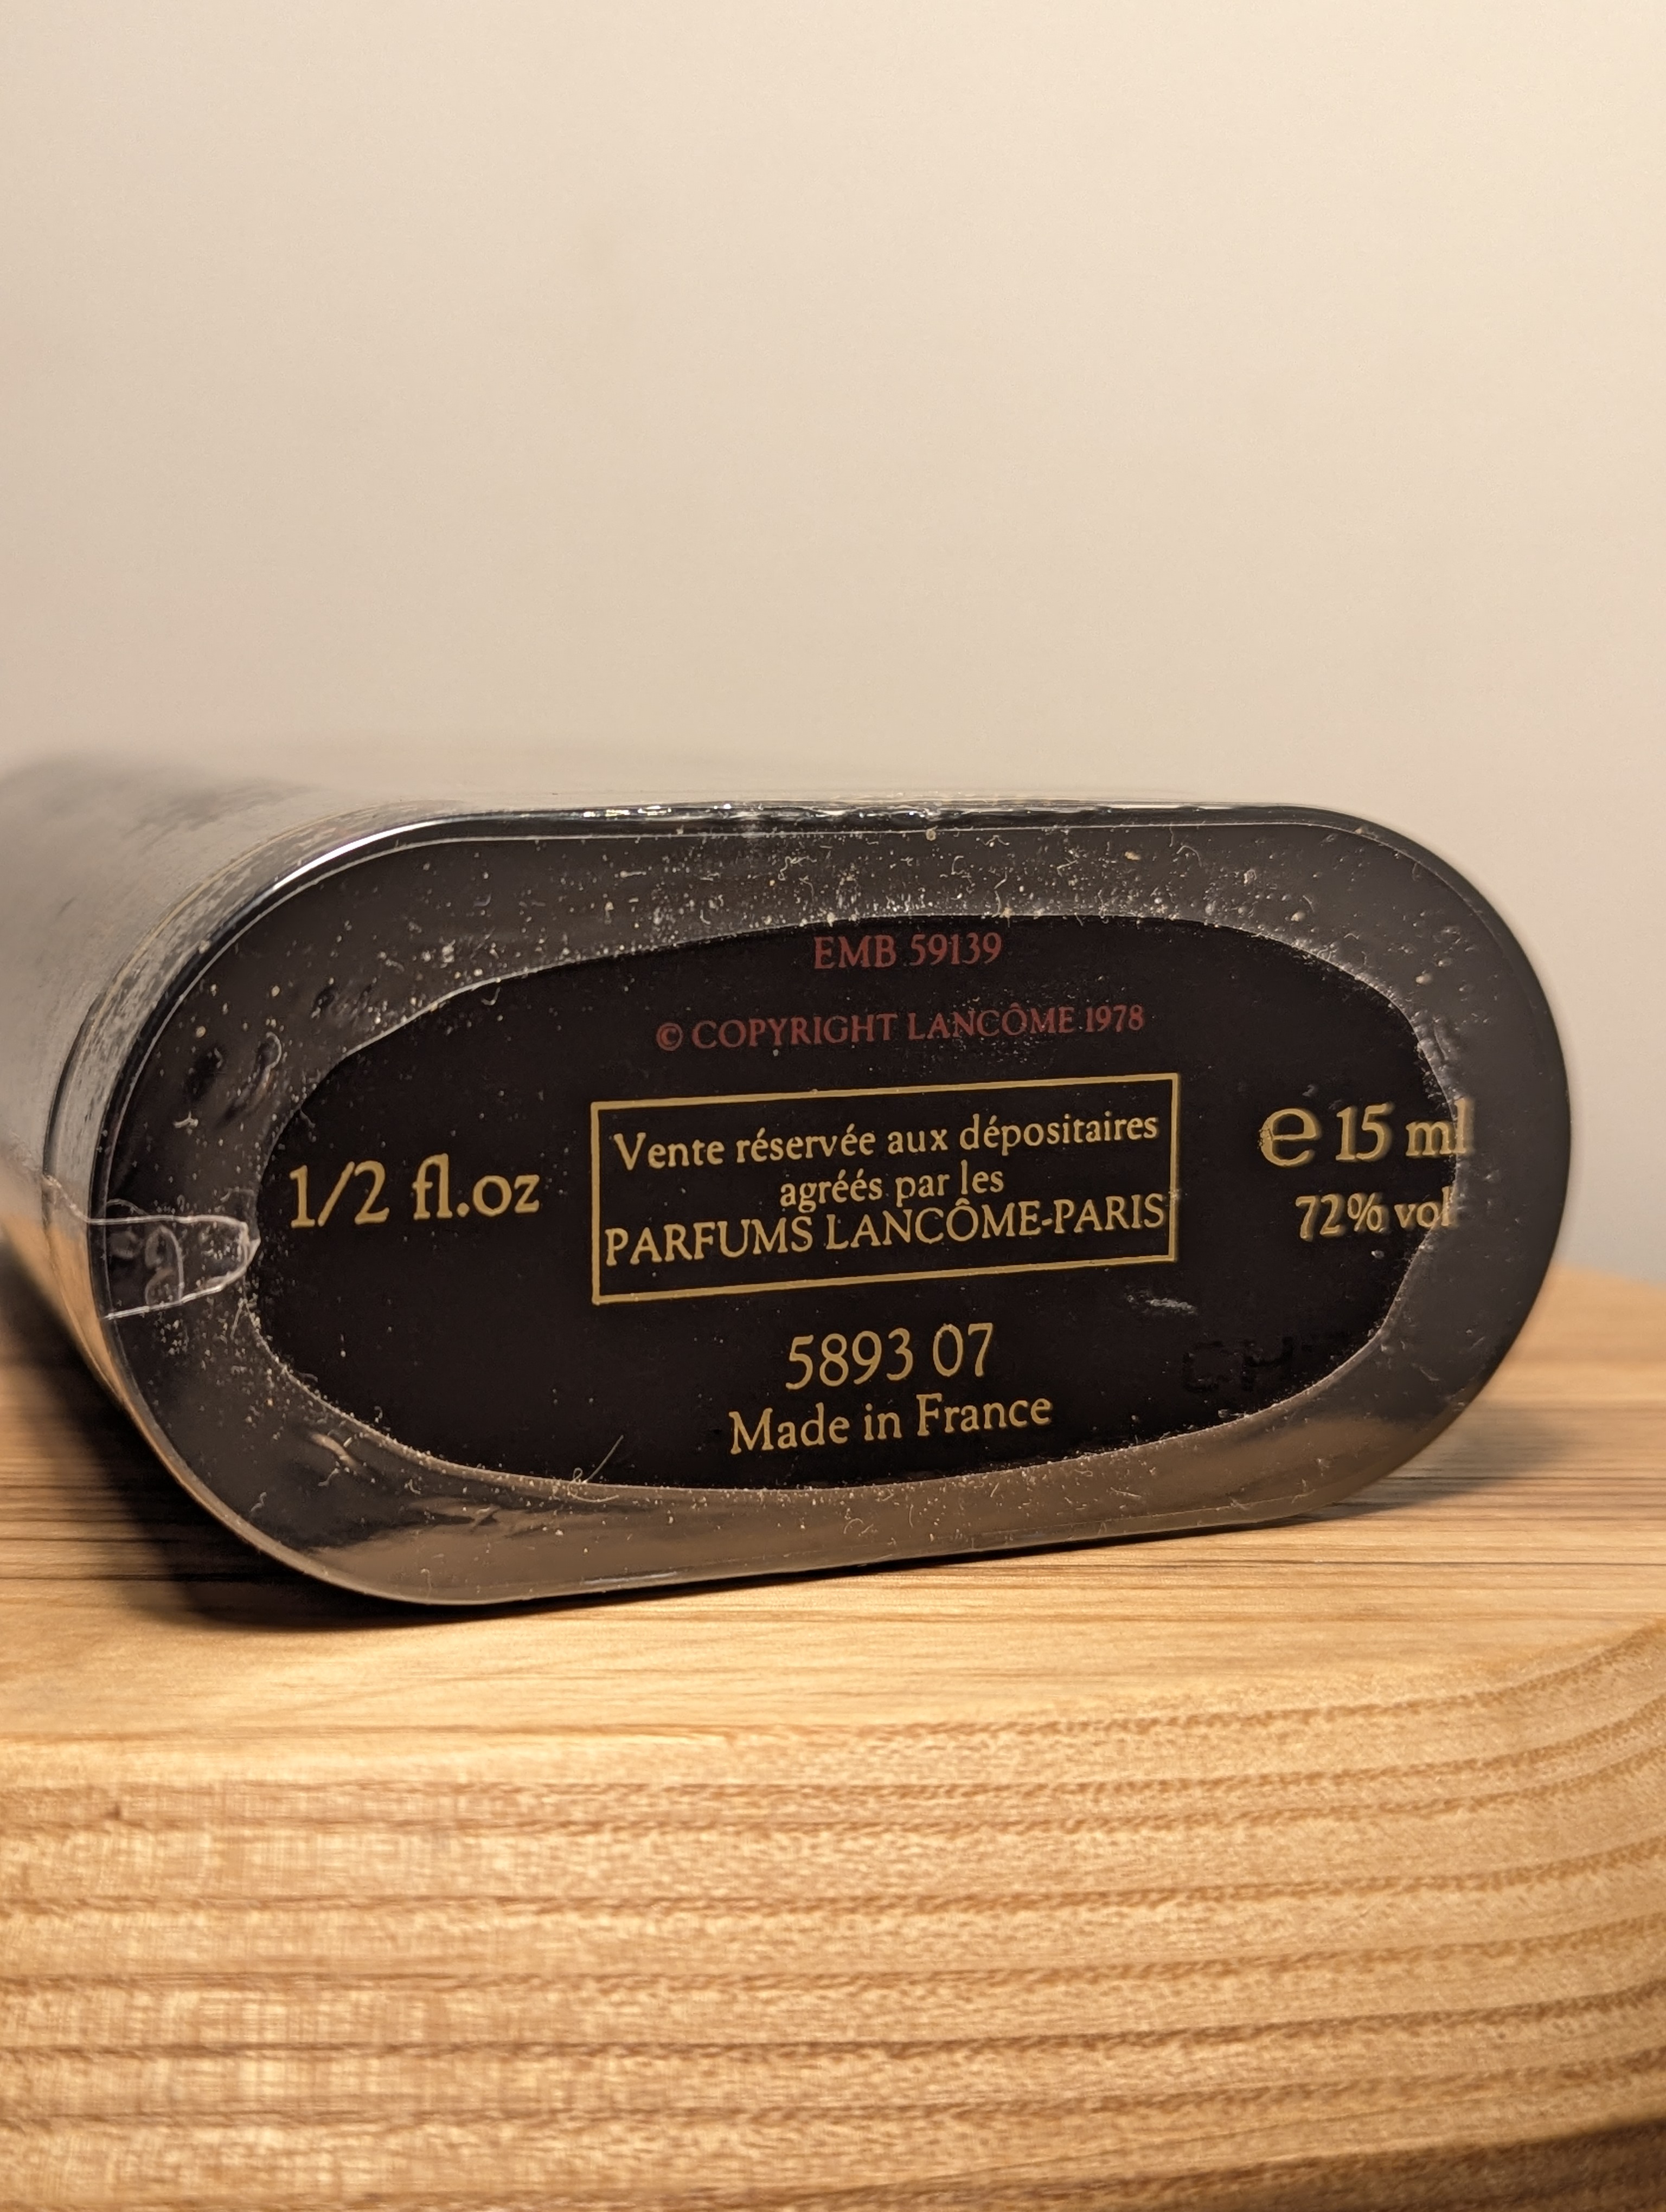 EMB 59139
© COPYRIGHT LANCÔME 1978
1/2 fl.oz
Vente réservée aux dépositaires
agréés par les
PARFUMS LANCÔME-PARIS
℮ 15 ml
72% vol
5893 07
Made in France